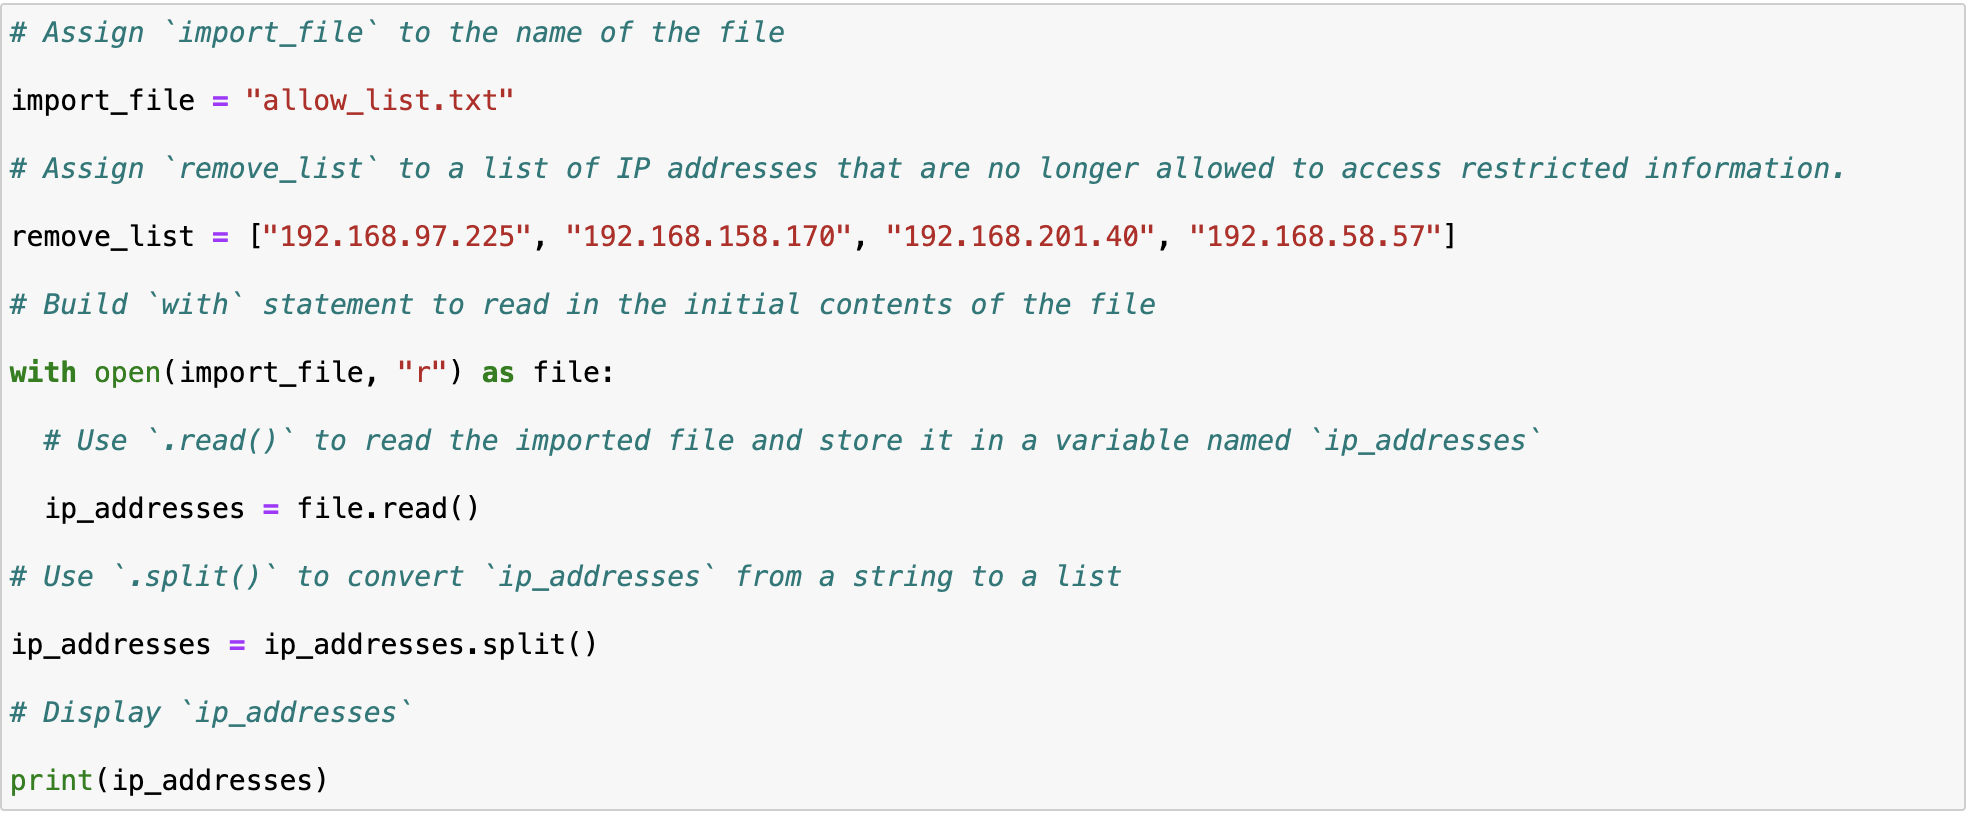 # Assign `import_file` to the name of the file
import_file = "allow_list.txt"
# Assign `remove_list` to a list of IP addresses that are no longer allowed to access restricted information.
remove_list = ["192.168.97.225", "192.168.158.170", "192.168.201.40", "192.168.58.57"]
# Build `with` statement to read in the initial contents of the file
with open(import_file, "r") as file:
  # Use `.read()` to read the imported file and store it in a variable named `ip_addresses`
  ip_addresses = file.read()
# Use `.split()` to convert `ip_addresses` from a string to a list
ip_addresses = ip_addresses.split()
# Display `ip_addresses`
print(ip_addresses)